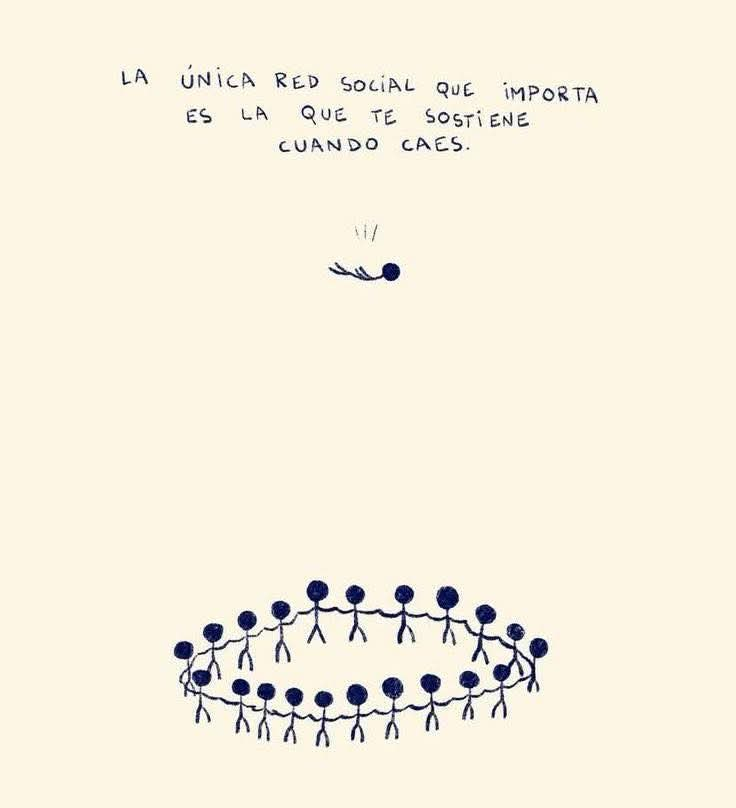 LA ÚNICA RED SOCIAL QUE IMPORTA
ES LA QUE TE SOSTIENE
CUANDO CAES.